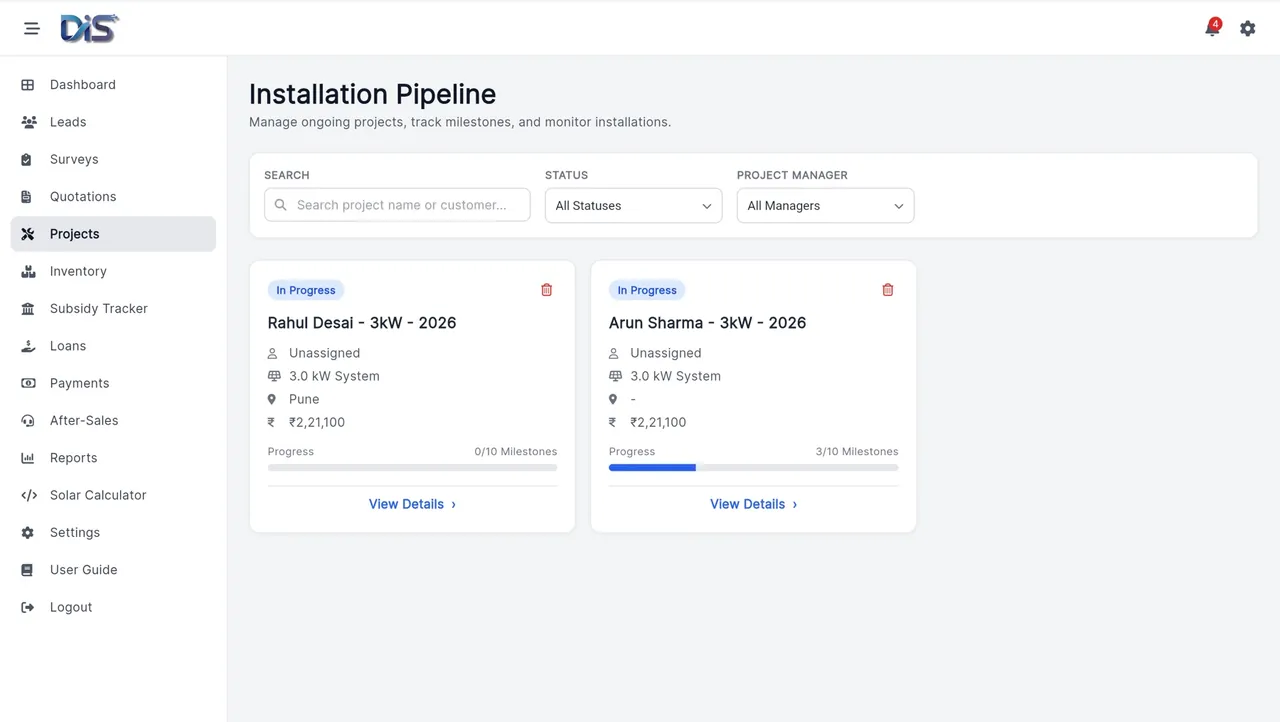 DiS
4
Dashboard
Leads
Surveys
Quotations
Projects
Inventory
Subsidy Tracker
Loans
Payments
After-Sales
Reports
Solar Calculator
Settings
User Guide
Logout
Installation Pipeline
Manage ongoing projects, track milestones, and monitor installations.
SEARCH
Search project name or customer...
STATUS
All Statuses
PROJECT MANAGER
All Managers
In Progress
Rahul Desai - 3kW - 2026
Unassigned
3.0 kW System
Pune
₹ ₹2,21,100
Progress 0/10 Milestones
View Details ›
In Progress
Arun Sharma - 3kW - 2026
Unassigned
3.0 kW System
-
₹ ₹2,21,100
Progress 3/10 Milestones
View Details ›